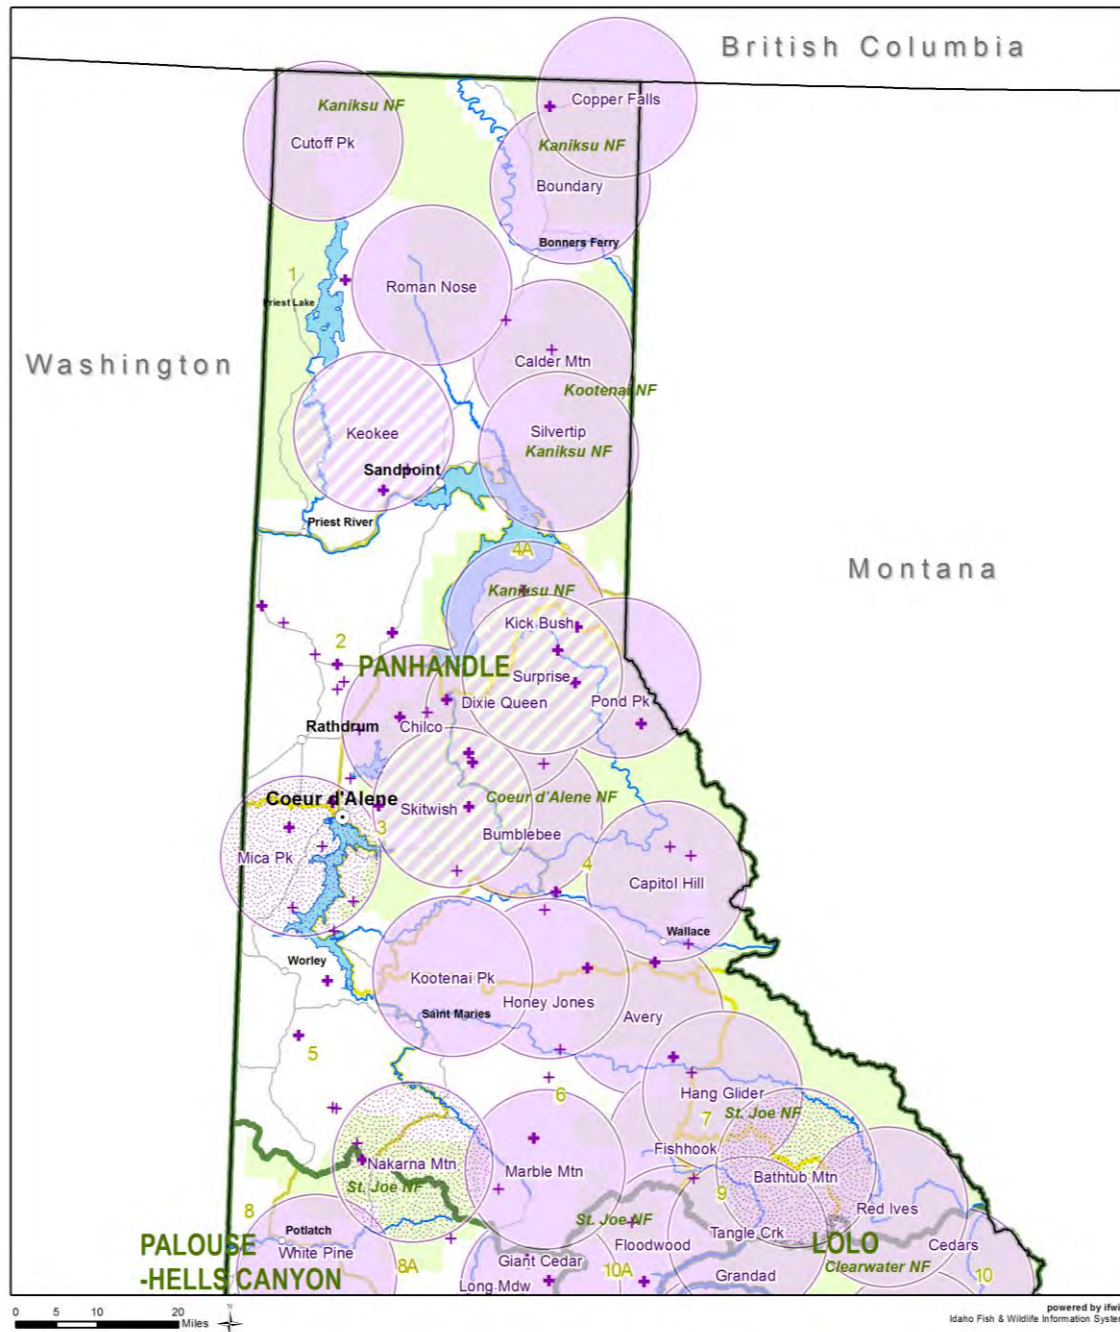 British Columbia
Kaniksu NF
Copper Falls
Cutoff Pk
Kaniksu NF
Boundary
Bonners Ferry
1
Roman Nose
Priest Lake
Washington
Calder Mtn
Kootenai NF
Keokee
Silvertip
Kaniksu NF
Sandpoint
Priest River
4A
Montana
Kaniksu NF
Kick Bush
2
PANHANDLE
Surprise
Dixie Queen
Pond Pk
Rathdrum
Chilco
Coeur d'Alene
Coeur d'Alene NF
Skitwish
3
Bumblebee
Mica Pk
4
Capitol Hill
Wallace
Worley
Kootenai Pk
Honey Jones
Avery
Saint Maries
5
6
Hang Glider
7
St. Joe NF
Fishhook
Nakarna Mtn
Marble Mtn
Bathtub Mtn
St. Joe NF
9
Red Ives
8
St. Joe NF
Potlatch
Tangle Crk
PALOUSE
-HELLS CANYON
White Pine
Giant Cedar
Floodwood
LOLO
Cedars
Clearwater NF
8A
Long Mdw
10A
Grandad
10
0 5 10 20
Miles
N
powered by ifwi
Idaho Fish & Wildlife Information System